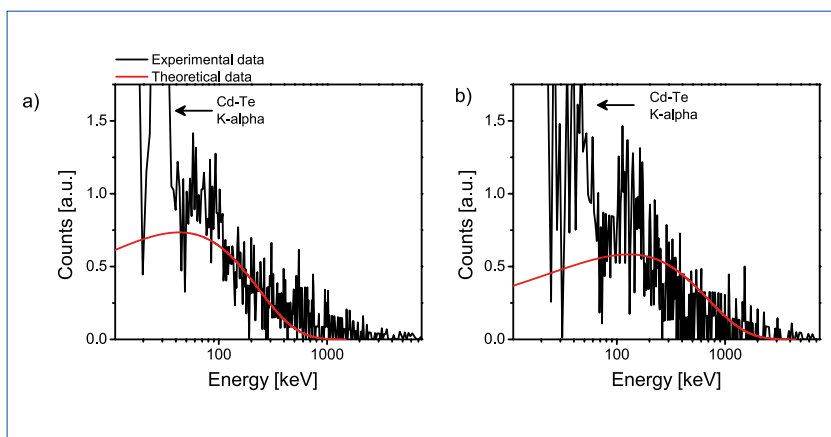 Experimental data
Theoretical data
a)
Cd-Te
K-alpha
1.5
1.0
0.5
0.0
Counts [a.u.]
100
1000
Energy [keV]
b)
Cd-Te
K-alpha
1.5
1.0
0.5
0.0
Counts [a.u.]
100
1000
Energy [keV]